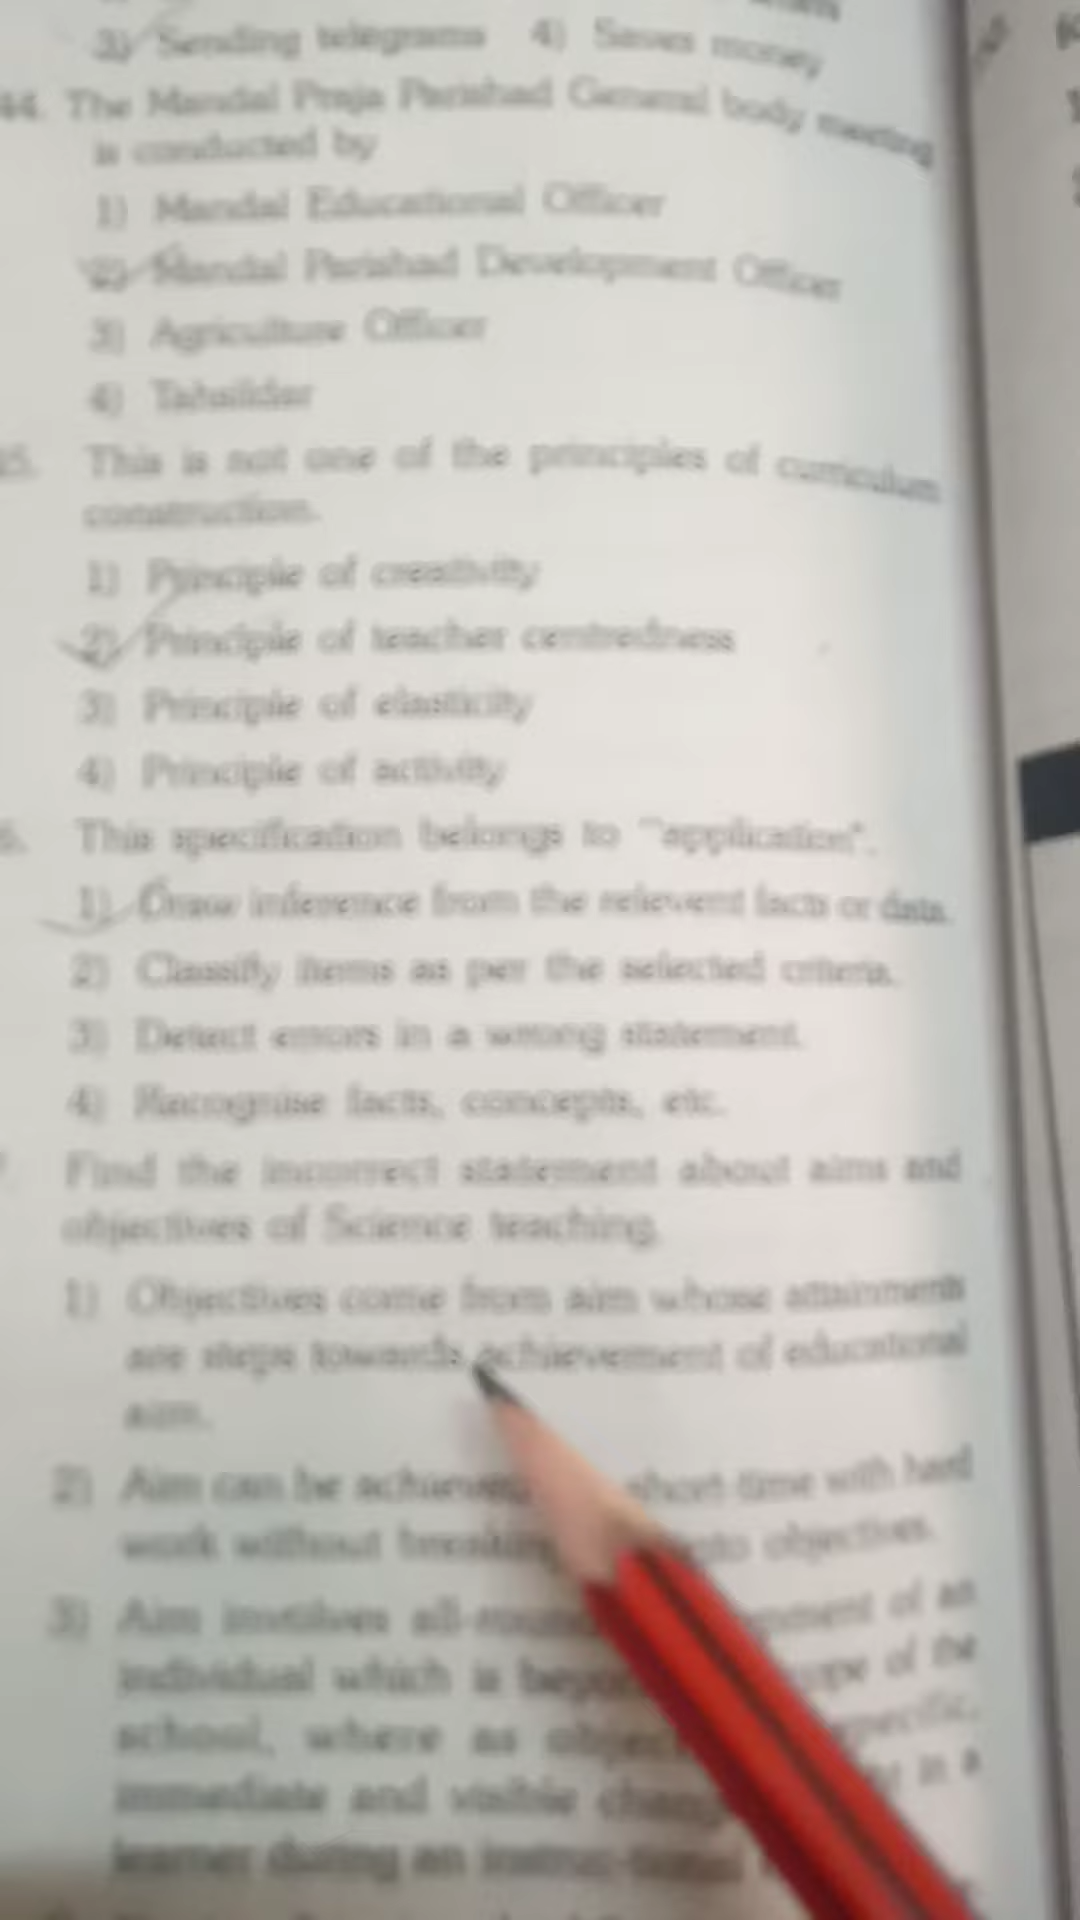 3) Sending telegrams 4) Saves money
44. The Mandal Praja Parishad General body meeting
is conducted by
1) Mandal Educational Officer
2) Mandal Parishad Development Officer
3) Agriculture Officer
4) Tahsildar
This is not one of the principles of curriculum
construction.
1) Principle of creativity
2) Principle of teacher centredness
3) Principle of elasticity
4) Principle of activity
This specification belongs to "application".
1) Draw inference from the relevent facts or data.
2) Classify items as per the selected criteria.
3) Detect errors in a wrong statement.
4) Recognise facts, concepts, etc.
Find the incorrect statement about aims and
objectives of Science teaching.
1) Objectives come from aim whose attainments
are steps towards achievement of educational
aim.
2) Aim can be short time with hard
work without objectives.
3) Aim involves of an
individual which is of the
school, where as specific,
immediate and visible in a
learner during an